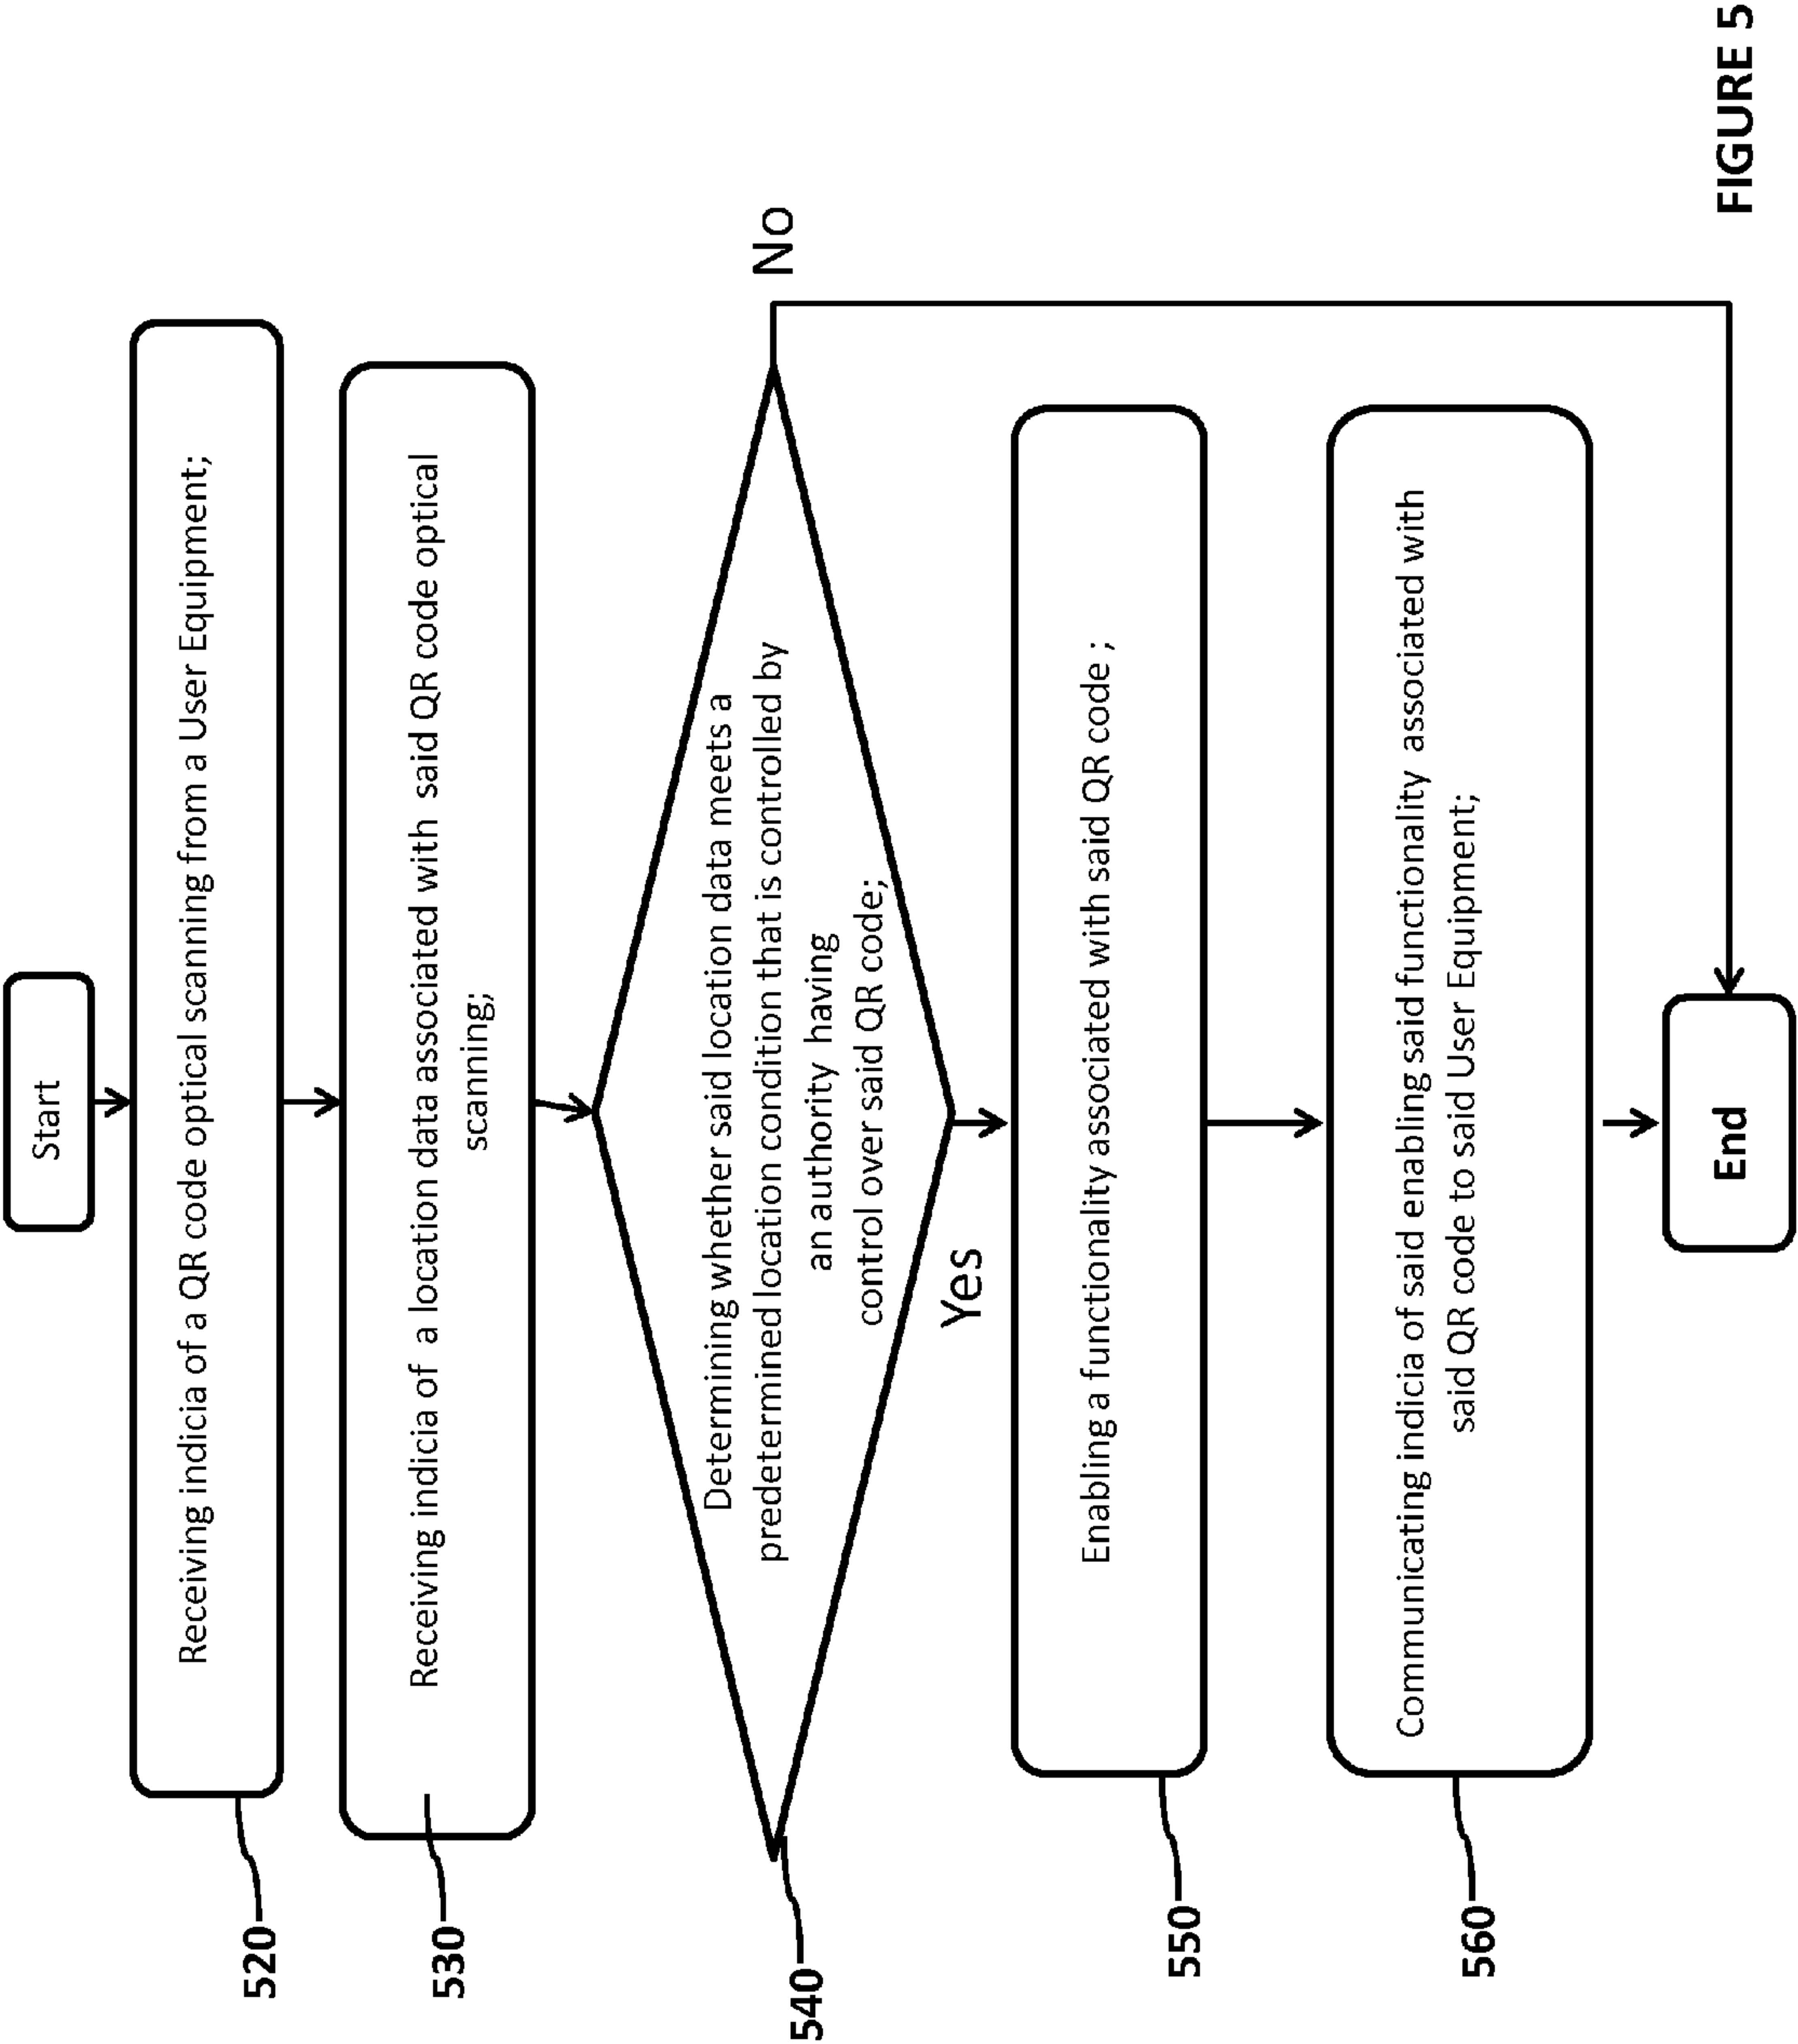 Start
520
Receiving indicia of a QR code optical scanning from a User Equipment;
530
Receiving indicia of a location data associated with said QR code optical
scanning;
540
Determining whether said location data meets a
predetermined location condition that is controlled by
an authority having
control over said QR code;
No
Yes
550
Enabling a functionality associated with said QR code ;
560
Communicating indicia of said enabling said functionality associated with
said QR code to said User Equipment;
End
FIGURE 5